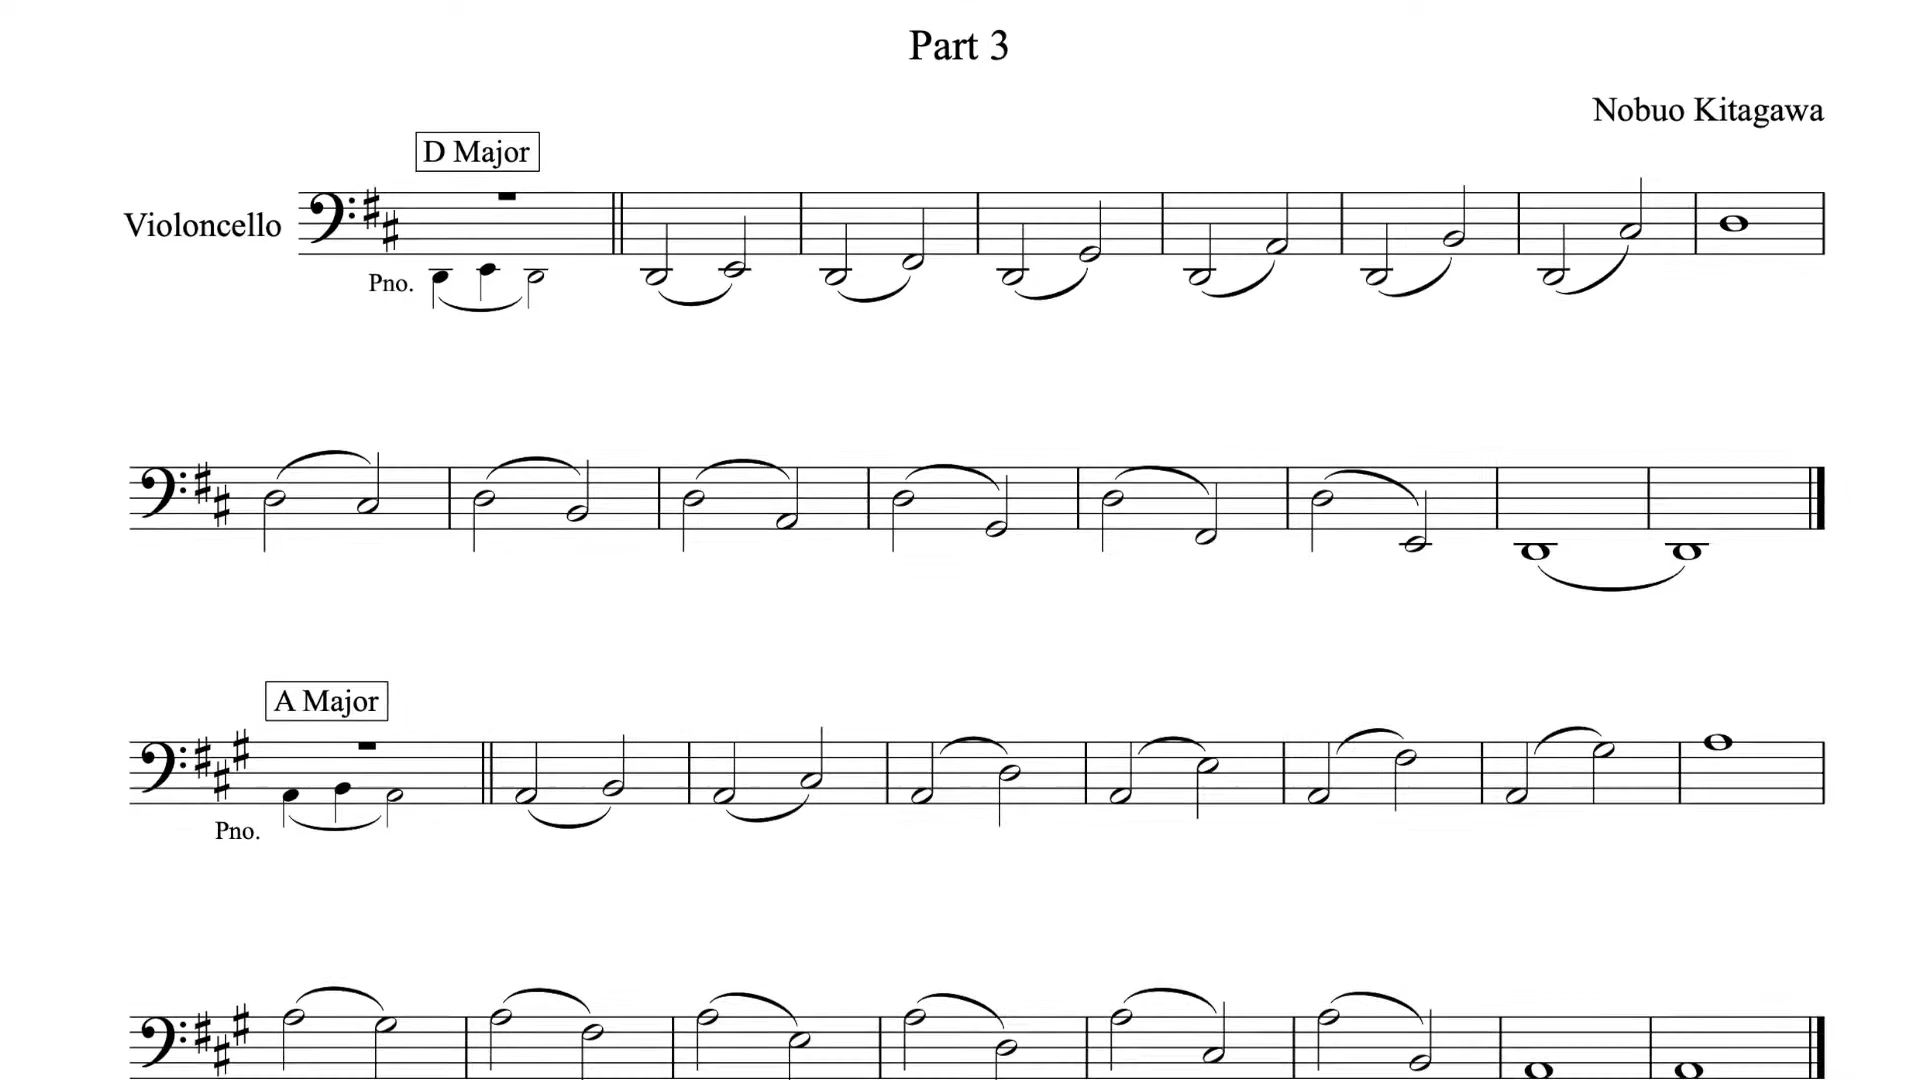 Part 3
Nobuo Kitagawa
D Major
Violoncello
Pno.
A Major
Pno.